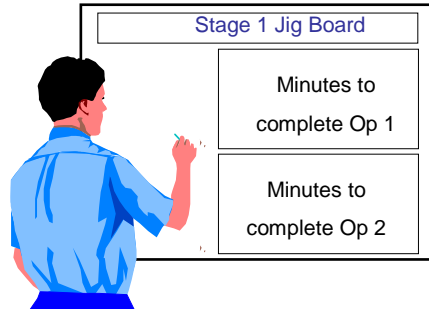 Stage 1 Jig Board
Minutes to
complete Op 1
Minutes to
complete Op 2